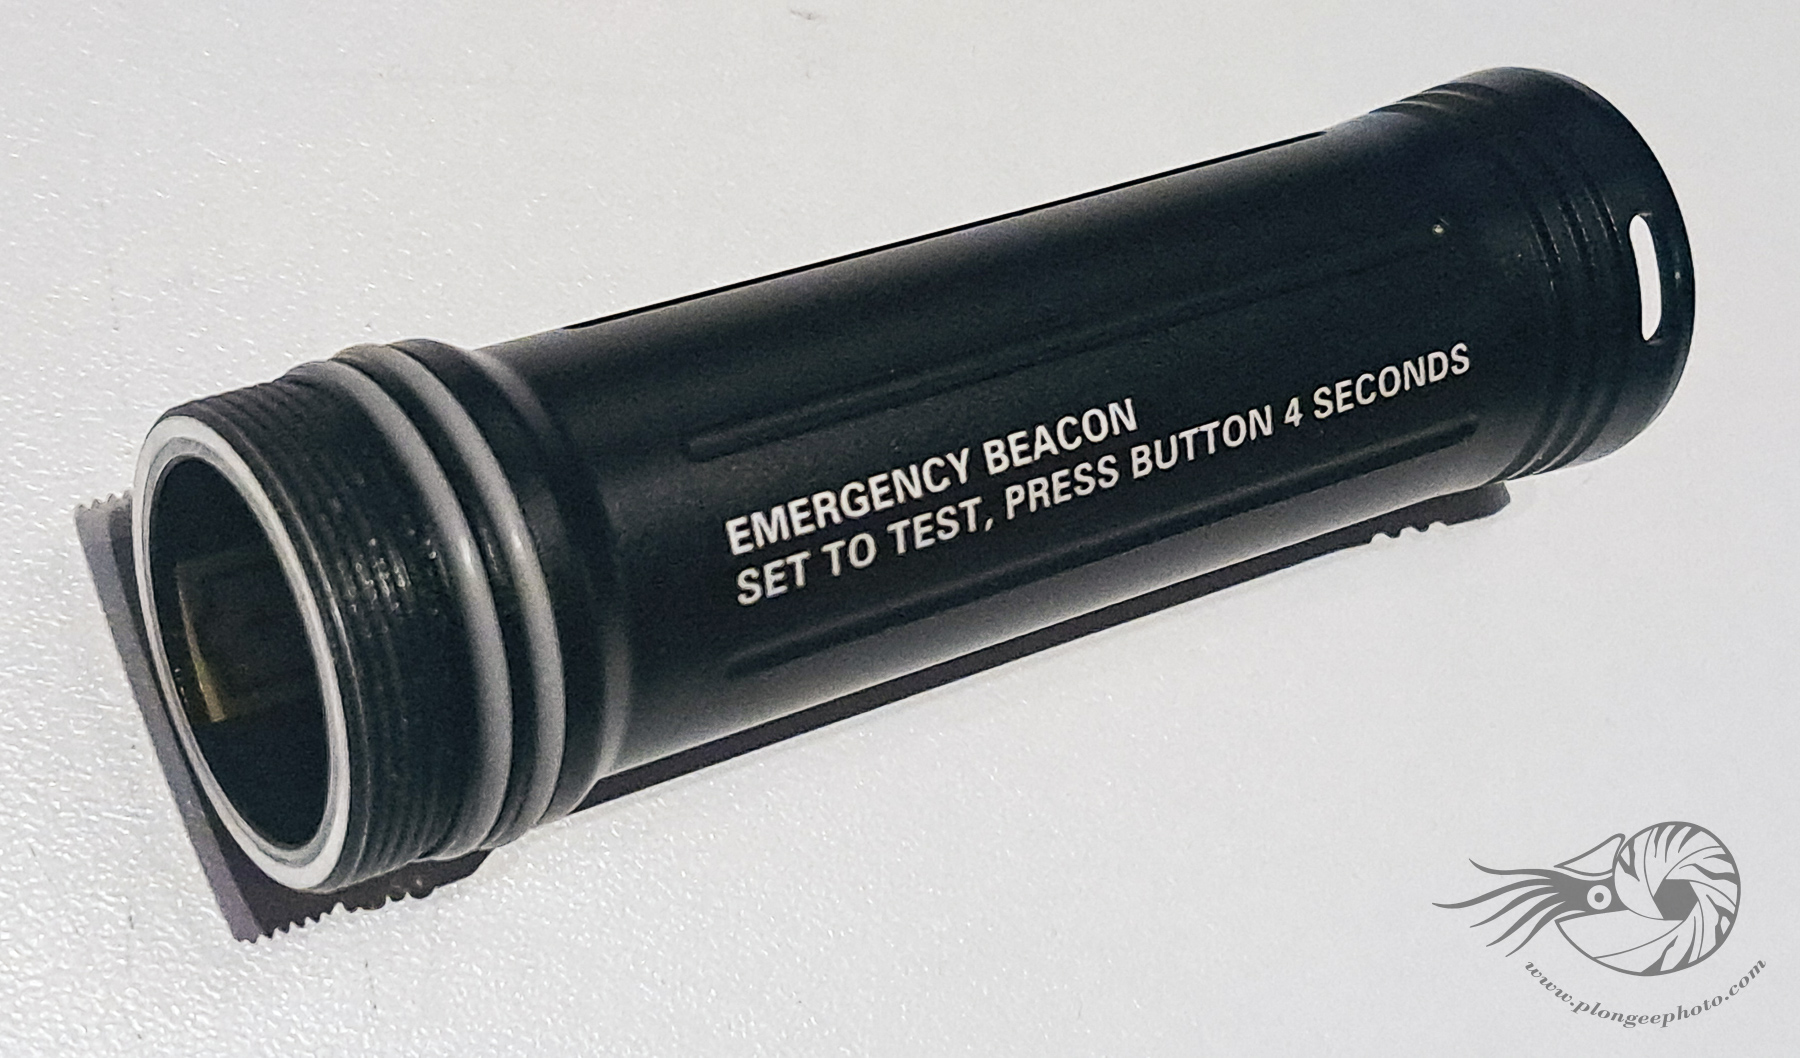 EMERGENCY BEACON
SET TO TEST, PRESS BUTTON 4 SECONDS
www.plongeephoto.com